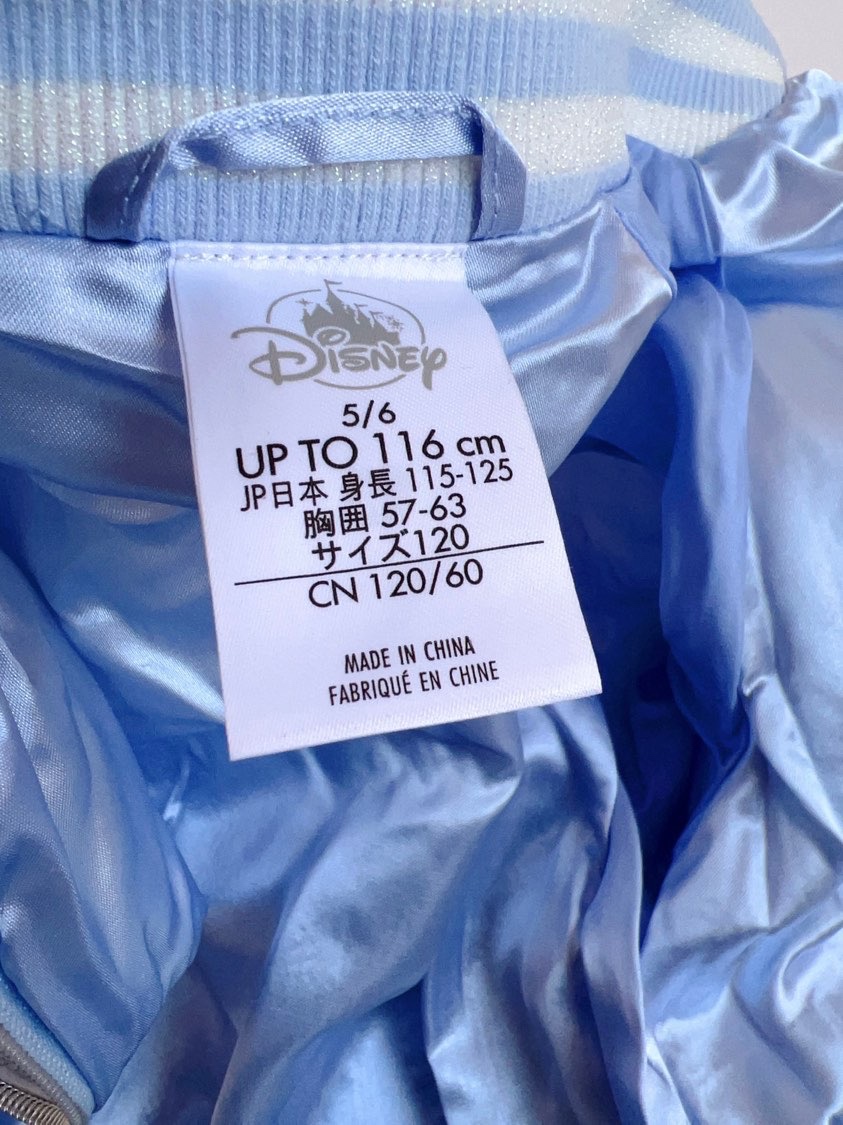 Disney
5/6
UP TO 116 cm
JP日本 身長 115-125
胸囲 57-63
サイズ120
CN 120/60
MADE IN CHINA
FABRIQUÉ EN CHINE